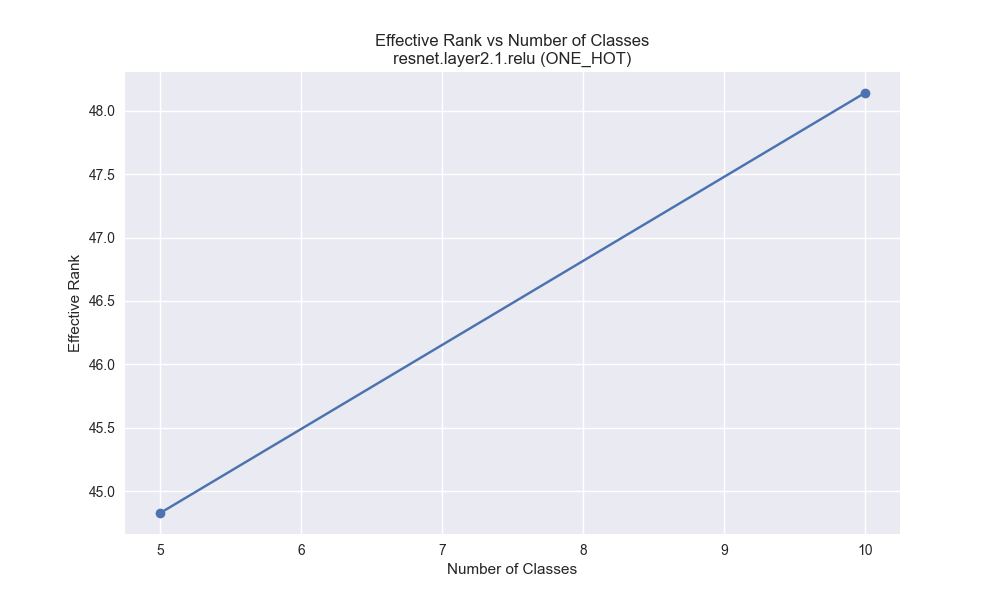 Effective Rank vs Number of Classes
resnet.layer2.1.relu (ONE_HOT)
Effective Rank
48.0
47.5
47.0
46.5
46.0
45.5
45.0
5 6 7 8 9 10
Number of Classes